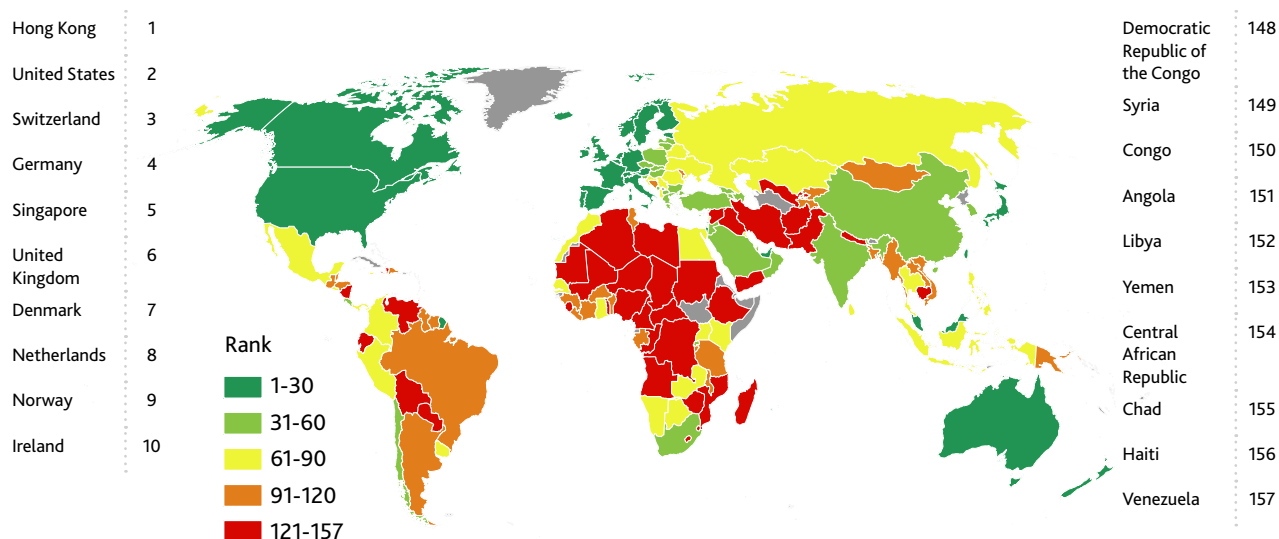 Hong Kong 1
United States 2
Switzerland 3
Germany 4
Singapore 5
United
Kingdom 6
Denmark 7
Netherlands 8
Norway 9
Ireland 10
Rank
1-30
31-60
61-90
91-120
121-157
Democratic 148
Republic of
the Congo
Syria 149
Congo 150
Angola 151
Libya 152
Yemen 153
Central 154
African
Republic
Chad 155
Haiti 156
Venezuela 157